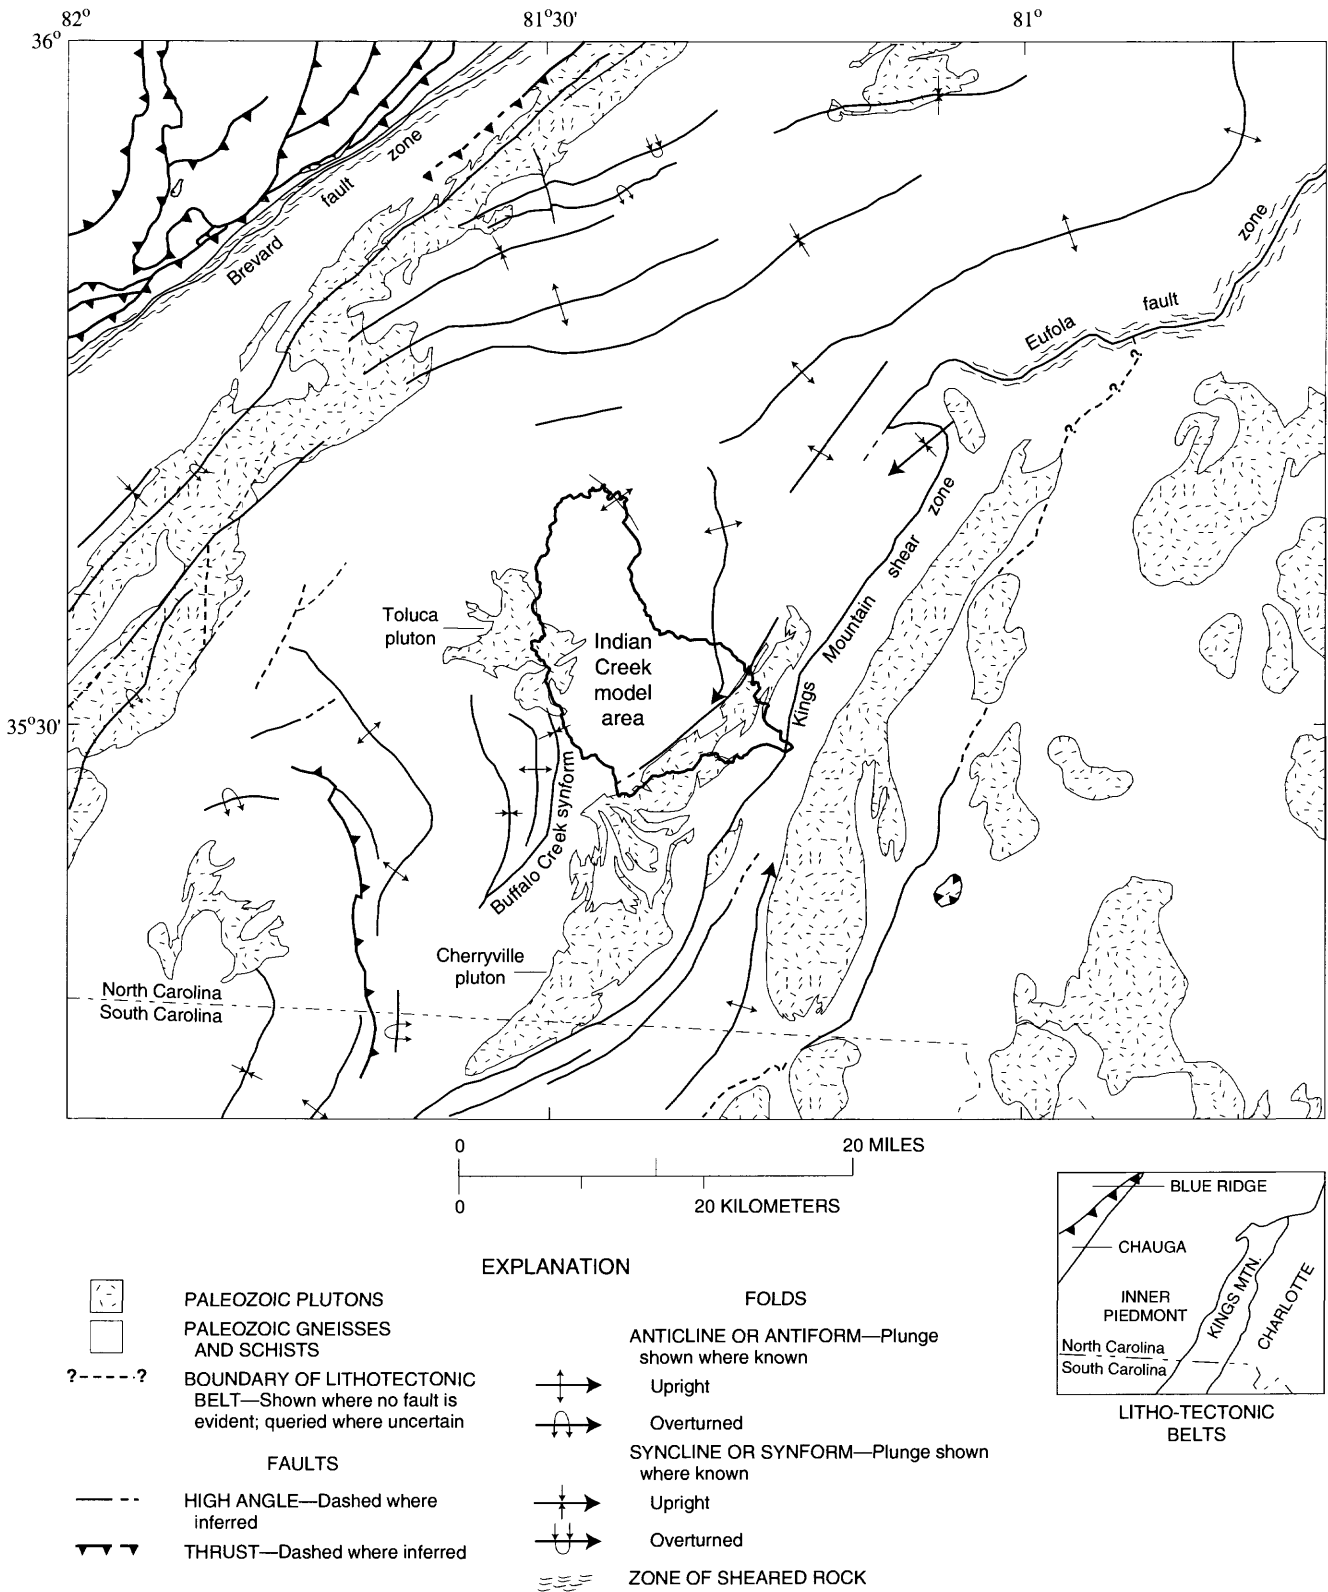 82° 81°30' 81°
36°
Brevard fault zone
Eufola fault zone
Toluca
pluton
Indian
Creek
model
area
Kings Mountain shear zone
35°30'
Buffalo Creek synform
Cherryville
pluton
North Carolina
South Carolina
? ? ?
0 20 MILES
0 20 KILOMETERS
BLUE RIDGE
CHAUGA
INNER
PIEDMONT
KINGS MTN.
CHARLOTTE
North Carolina
South Carolina
LITHO-TECTONIC
BELTS
EXPLANATION
PALEOZOIC PLUTONS
PALEOZOIC GNEISSES
AND SCHISTS
?-----? BOUNDARY OF LITHOTECTONIC
BELT—Shown where no fault is
evident; queried where uncertain
FAULTS
HIGH ANGLE—Dashed where
inferred
THRUST—Dashed where inferred
FOLDS
ANTICLINE OR ANTIFORM—Plunge
shown where known
Upright
Overturned
SYNCLINE OR SYNFORM—Plunge shown
where known
Upright
Overturned
ZONE OF SHEARED ROCK